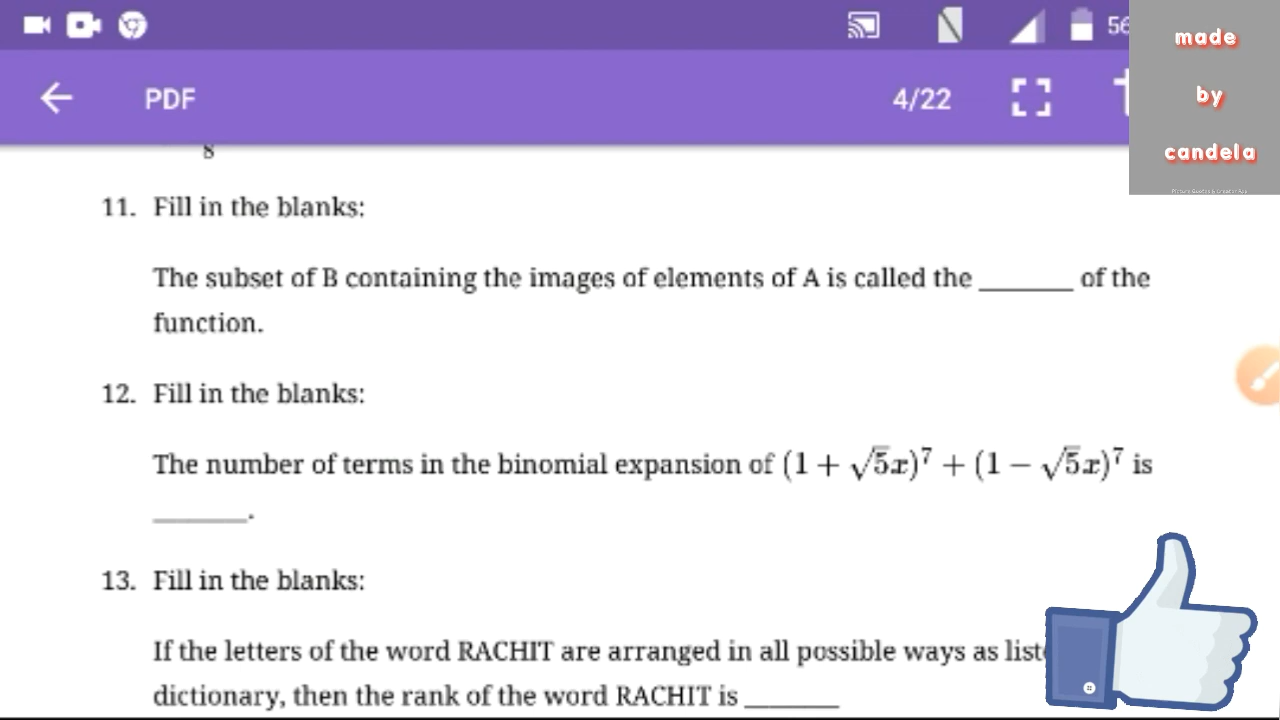 56
made
PDF
4/22
by
candela
8
11. Fill in the blanks:
The subset of B containing the images of elements of A is called the _______ of the
function.
12. Fill in the blanks:
The number of terms in the binomial expansion of (1 + √5x)⁷ + (1 − √5x)⁷ is
_______.
13. Fill in the blanks:
If the letters of the word RACHIT are arranged in all possible ways as
dictionary, then the rank of the word RACHIT is _______